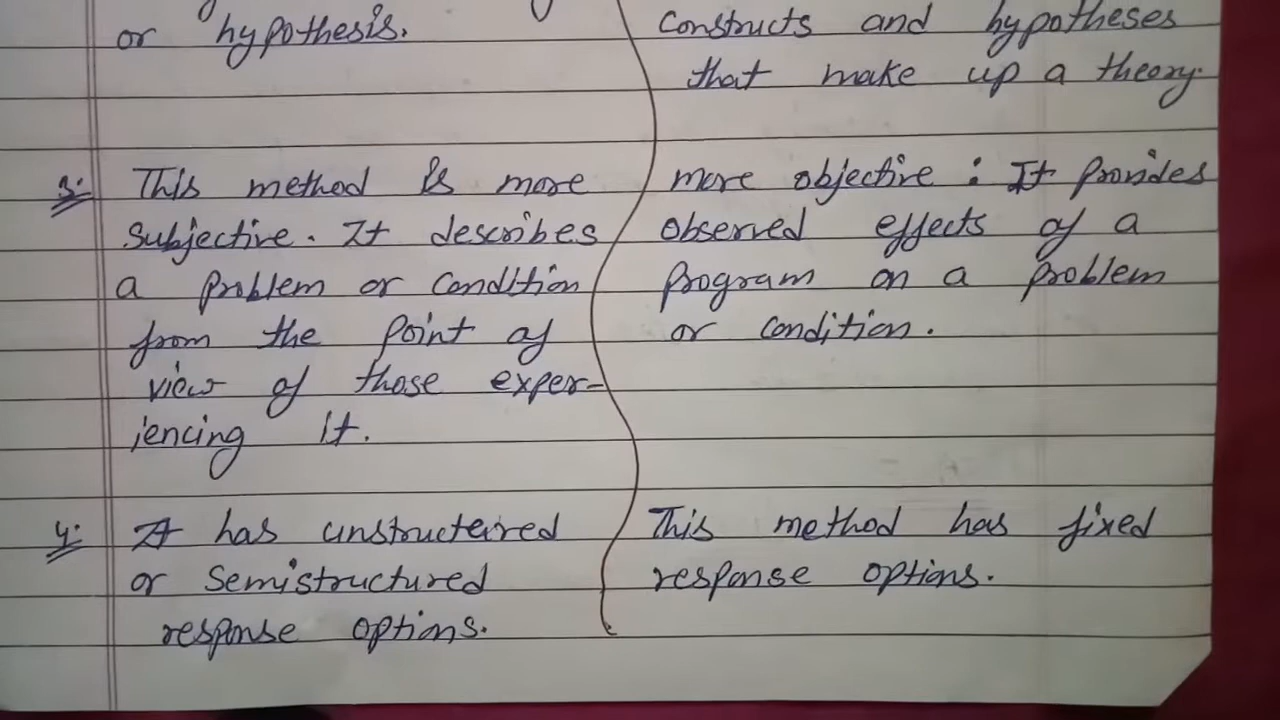 or hypothesis.
3: This method is more
subjective. It describes
a problem or condition
from the point of
view of those exper-
iencing it.
4: It has unstructeired
or semistructured
response options.
constructs and hypotheses
that make up a theory.
more objective : It provides
observed effects of a
program on a problem
or condition.
This method has fixed
response options.